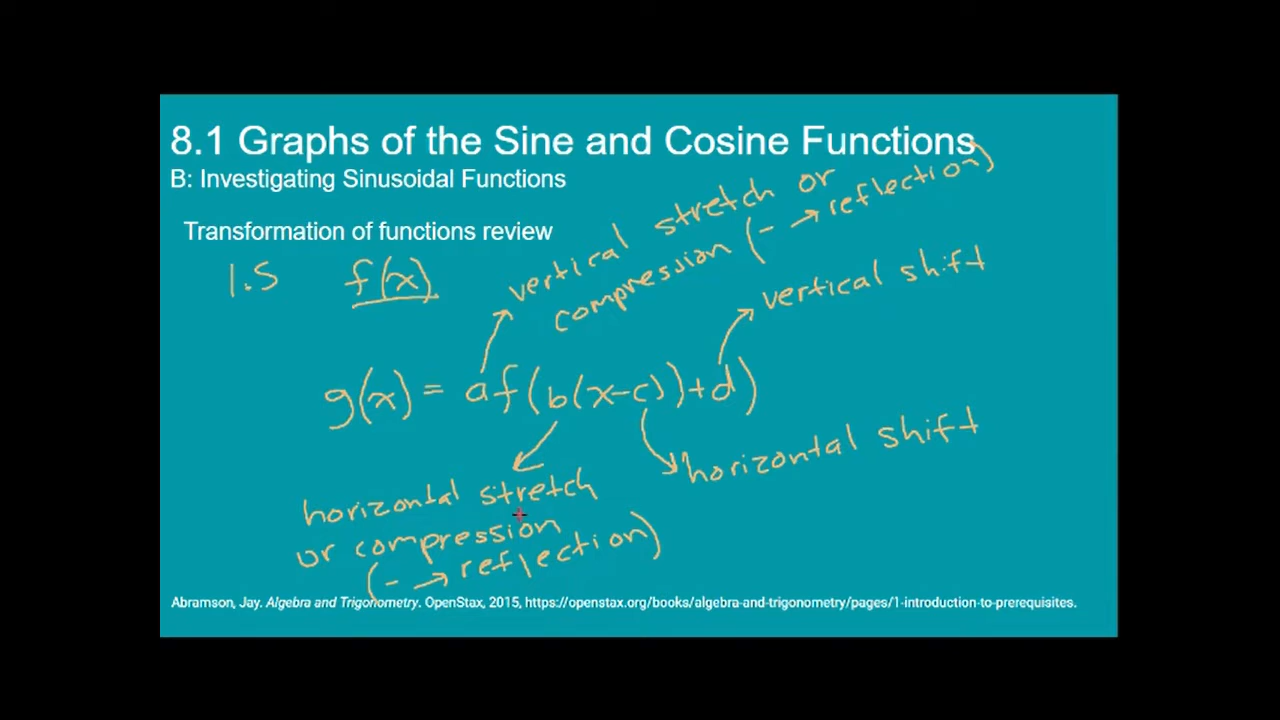 8.1 Graphs of the Sine and Cosine Functions
B: Investigating Sinusoidal Functions
Transformation of functions review
1.5 f(x)
vertical stretch or
compression (- → reflection)
vertical shift
g(x) = af(b(x-c))+d)
horizontal shift
horizontal stretch
or compression
(- → reflection)
Abramson, Jay. Algebra and Trigonometry. OpenStax, 2015, https://openstax.org/books/algebra-and-trigonometry/pages/1-introduction-to-prerequisites.